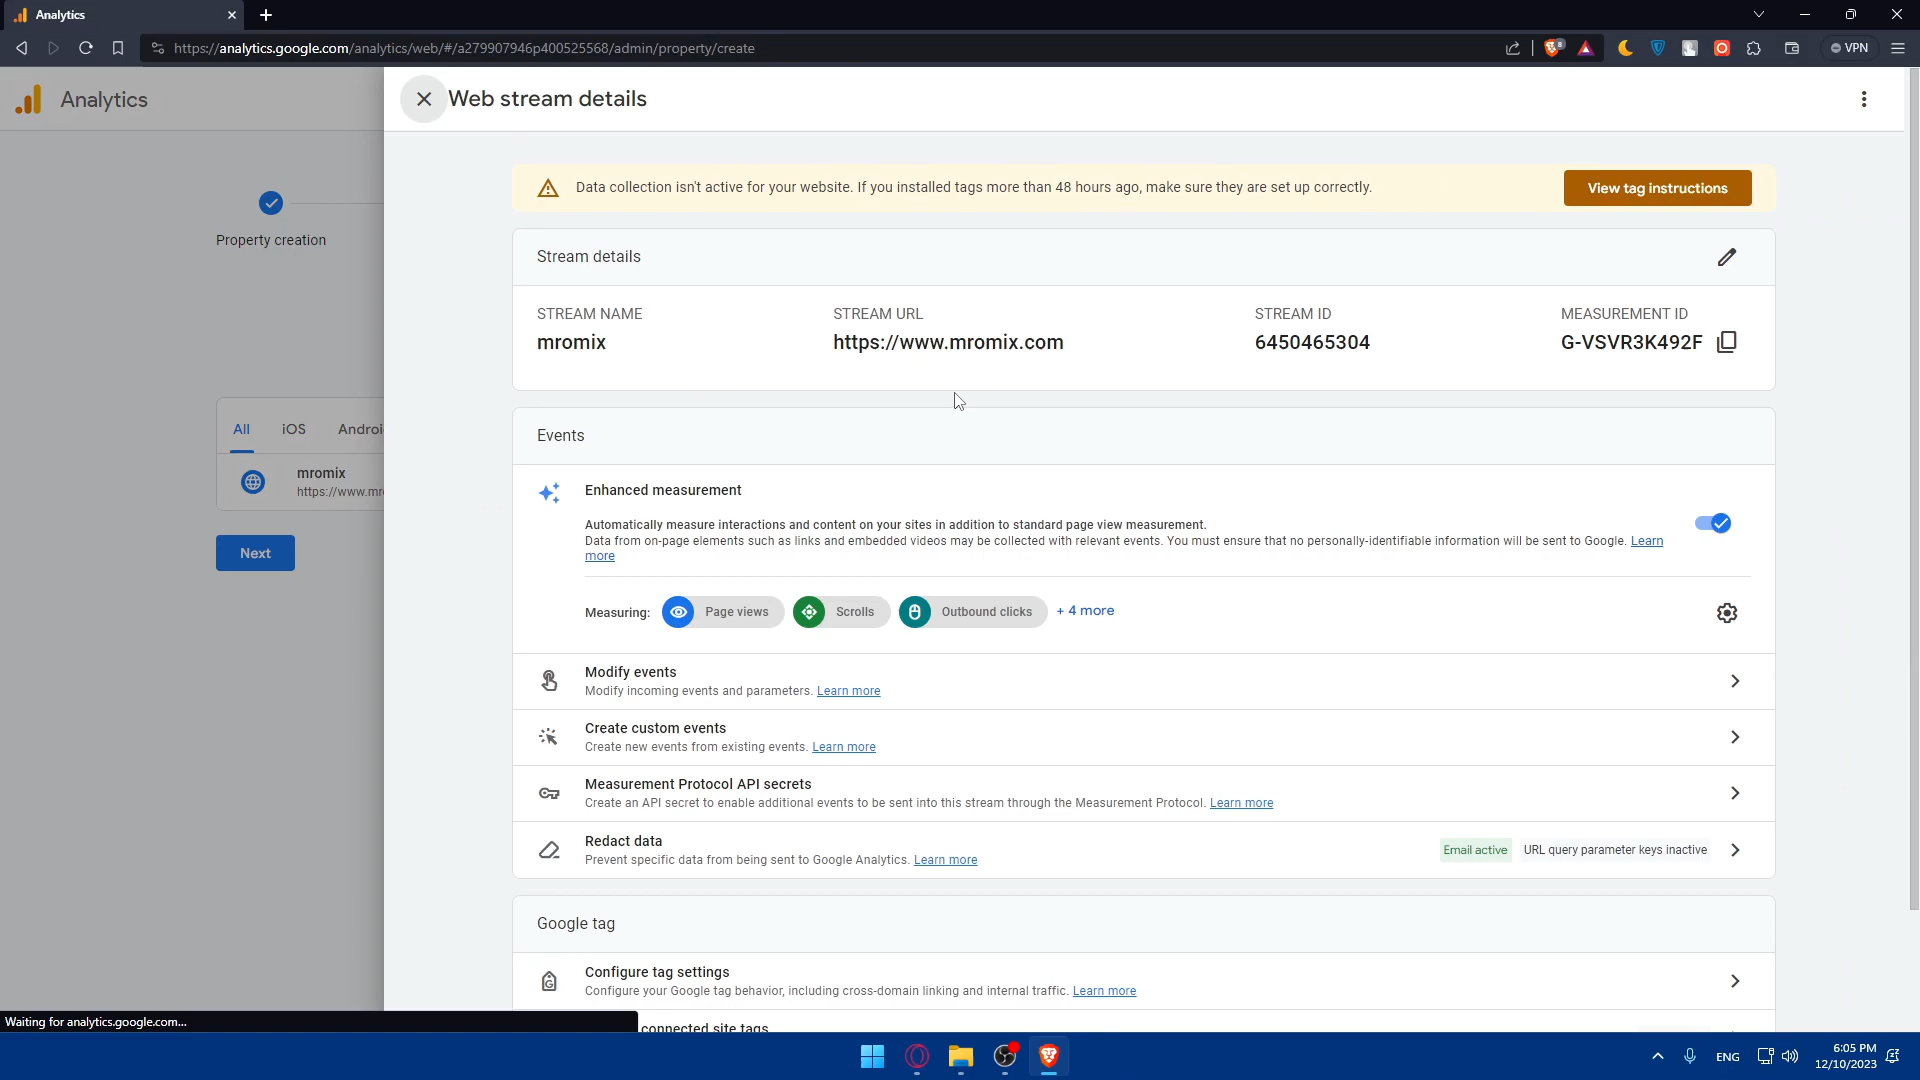 Analytics
https://analytics.google.com/analytics/web/#/a279907946p400525568/admin/property/create
8
VPN
Analytics
Web stream details
Data collection isn't active for your website. If you installed tags more than 48 hours ago, make sure they are set up correctly.
View tag instructions
Property creation
Stream details
STREAM NAME
STREAM URL
STREAM ID
MEASUREMENT ID
mromix
https://www.mromix.com
6450465304
G-VSVR3K492F
All
iOS
Androi
mromix
https://www.mr
Next
Events
Enhanced measurement
Automatically measure interactions and content on your sites in addition to standard page view measurement.
Data from on-page elements such as links and embedded videos may be collected with relevant events. You must ensure that no personally-identifiable information will be sent to Google. Learn
more
Measuring:
Page views
Scrolls
Outbound clicks
+ 4 more
Modify events
Modify incoming events and parameters. Learn more
Create custom events
Create new events from existing events. Learn more
Measurement Protocol API secrets
Create an API secret to enable additional events to be sent into this stream through the Measurement Protocol. Learn more
Redact data
Prevent specific data from being sent to Google Analytics. Learn more
Email active
URL query parameter keys inactive
Google tag
Configure tag settings
Configure your Google tag behavior, including cross-domain linking and internal traffic. Learn more
connected site tags
Waiting for analytics.google.com...
ENG
6:05 PM
12/10/2023